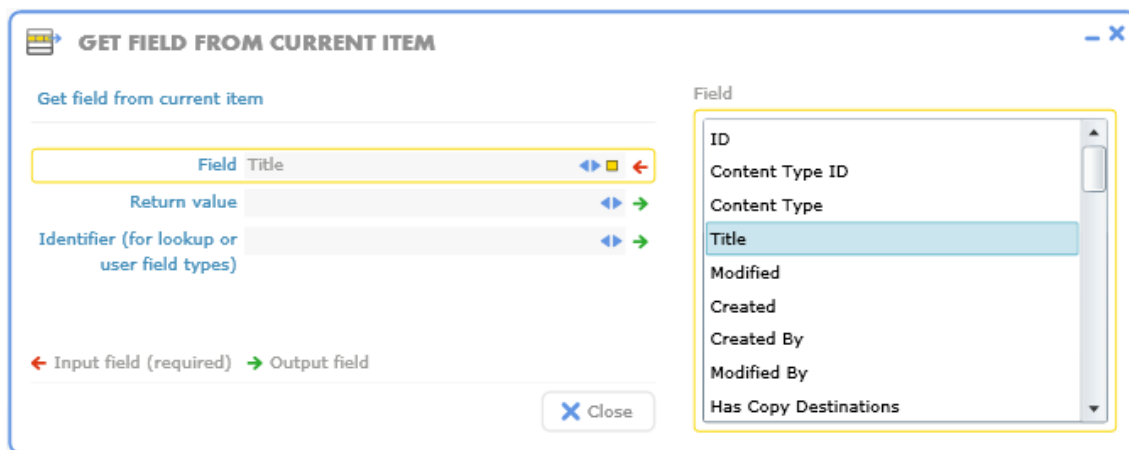 GET FIELD FROM CURRENT ITEM
Get field from current item
Field Title
Return value
Identifier (for lookup or
user field types)
Input field (required) Output field
Close
Field
ID
Content Type ID
Content Type
Title
Modified
Created
Created By
Modified By
Has Copy Destinations